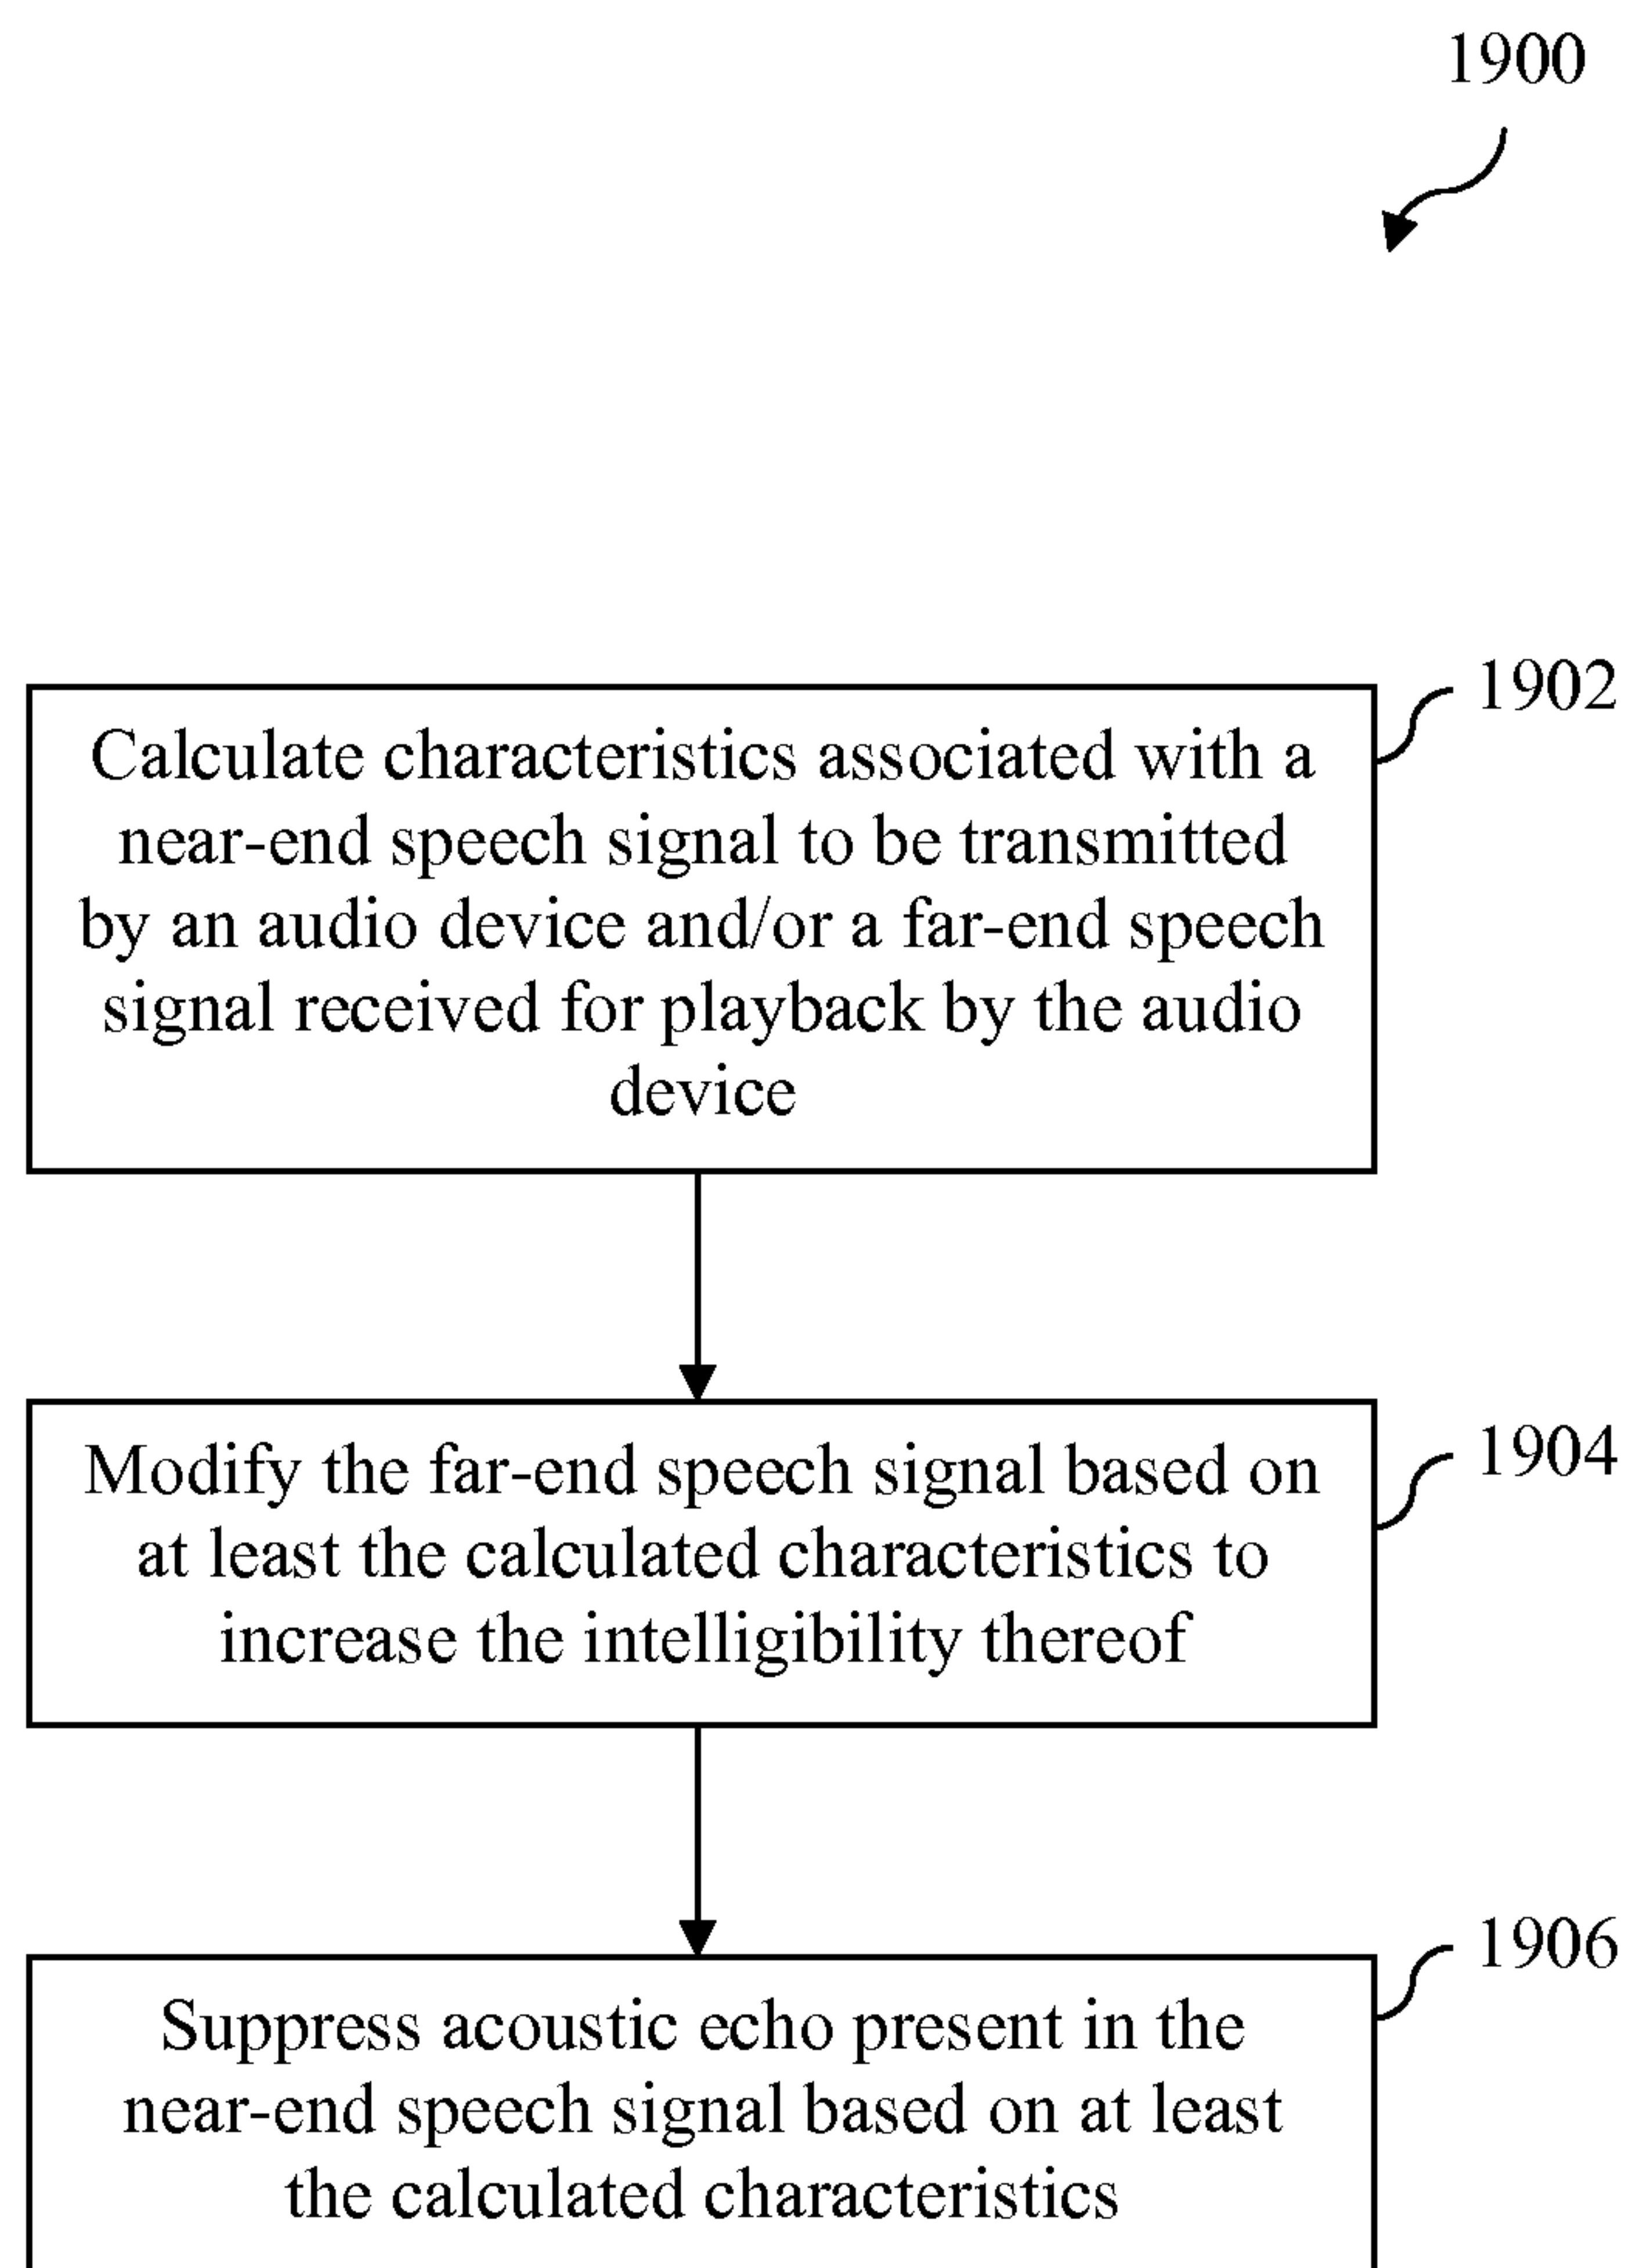 1900
1902
Calculate characteristics associated with a
near-end speech signal to be transmitted
by an audio device and/or a far-end speech
signal received for playback by the audio
device
1904
Modify the far-end speech signal based on
at least the calculated characteristics to
increase the intelligibility thereof
1906
Suppress acoustic echo present in the
near-end speech signal based on at least
the calculated characteristics